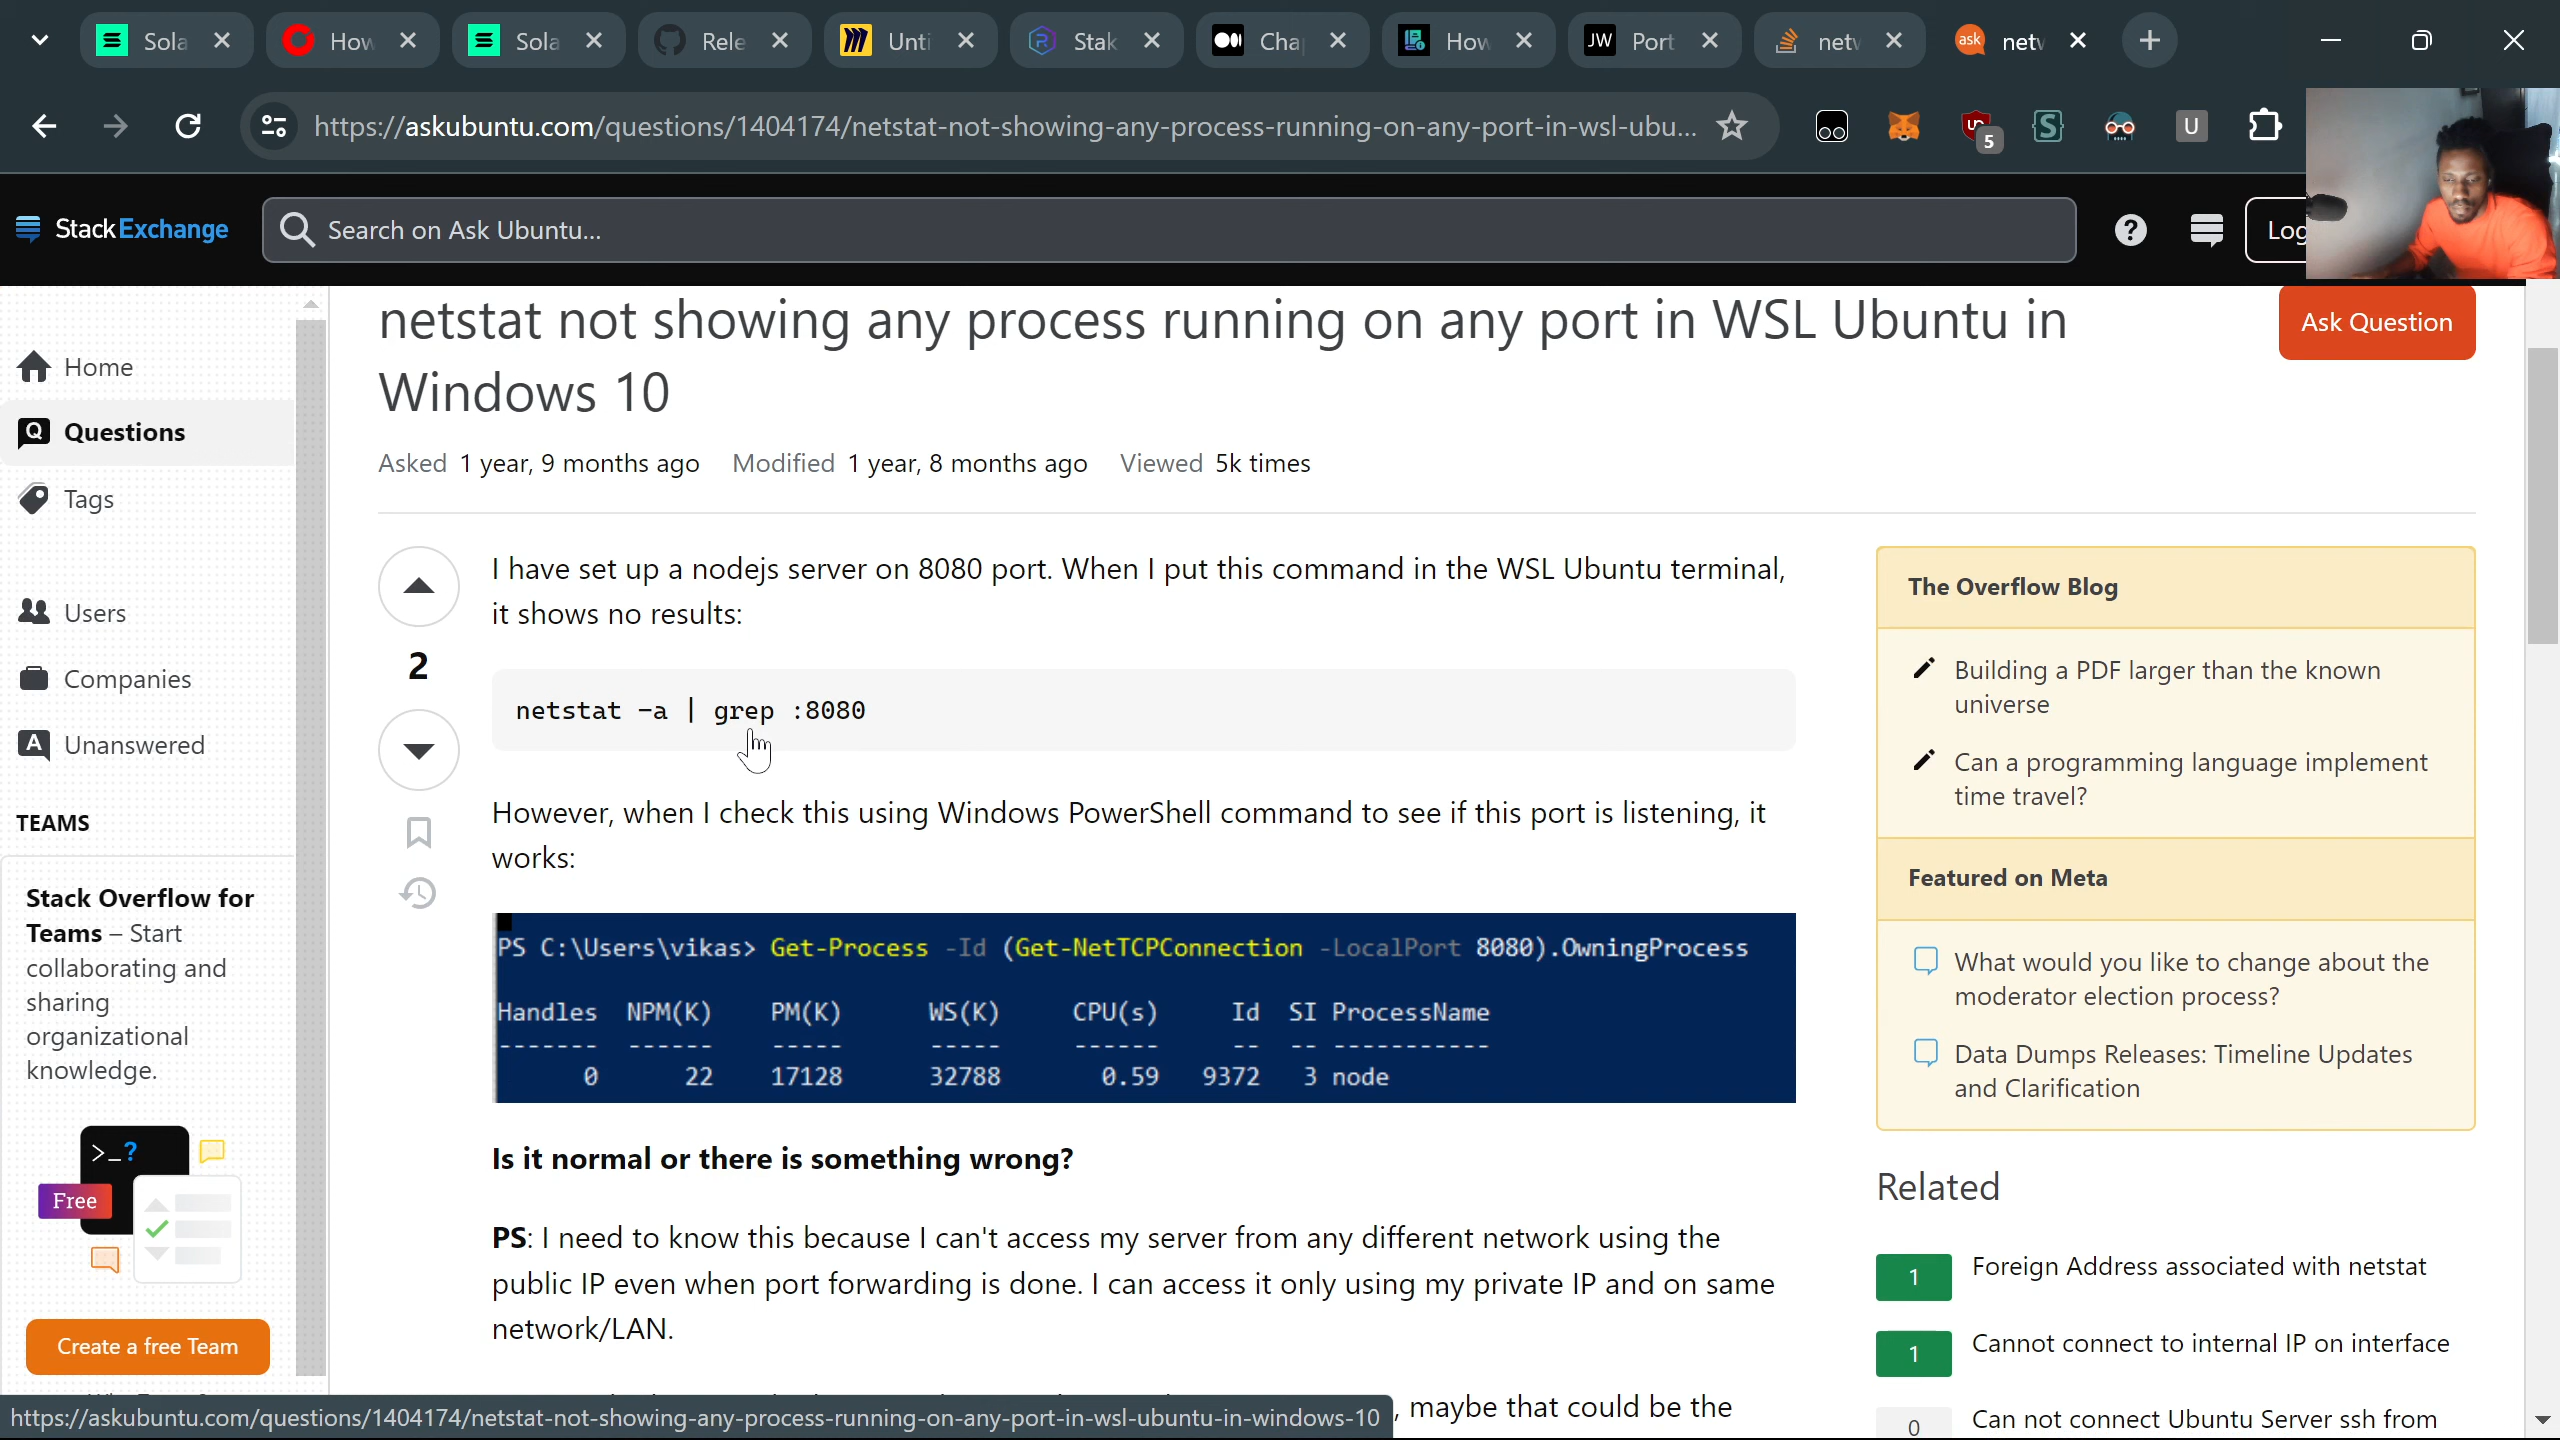 Sola
How
Sola
Rele
Unti
Stak
Cha
How
JW
Port
netv
ask
netv
https://askubuntu.com/questions/1404174/netstat-not-showing-any-process-running-on-any-port-in-wsl-ubu...
5
U
StackExchange
Search on Ask Ubuntu...
Log
netstat not showing any process running on any port in WSL Ubuntu in
Windows 10
Ask Question
Asked 1 year, 9 months ago Modified 1 year, 8 months ago Viewed 5k times
Home
Questions
Tags
Users
Companies
Unanswered
TEAMS
Stack Overflow for
Teams – Start
collaborating and
sharing
organizational
knowledge.
>_?
Free
Create a free Team
2
I have set up a nodejs server on 8080 port. When I put this command in the WSL Ubuntu terminal,
it shows no results:
netstat -a | grep :8080
However, when I check this using Windows PowerShell command to see if this port is listening, it
works:
PS C:\Users\vikas> Get-Process -Id (Get-NetTCPConnection -LocalPort 8080).OwningProcess
Handles NPM(K) PM(K) WS(K) CPU(s) Id SI ProcessName
------- ------ ----- ----- ------ -- -- -----------
0 22 17128 32788 0.59 9372 3 node
Is it normal or there is something wrong?
PS: I need to know this because I can't access my server from any different network using the
public IP even when port forwarding is done. I can access it only using my private IP and on same
network/LAN.
, maybe that could be the
The Overflow Blog
Building a PDF larger than the known
universe
Can a programming language implement
time travel?
Featured on Meta
What would you like to change about the
moderator election process?
Data Dumps Releases: Timeline Updates
and Clarification
Related
1 Foreign Address associated with netstat
1 Cannot connect to internal IP on interface
0 Can not connect Ubuntu Server ssh from
https://askubuntu.com/questions/1404174/netstat-not-showing-any-process-running-on-any-port-in-wsl-ubuntu-in-windows-10